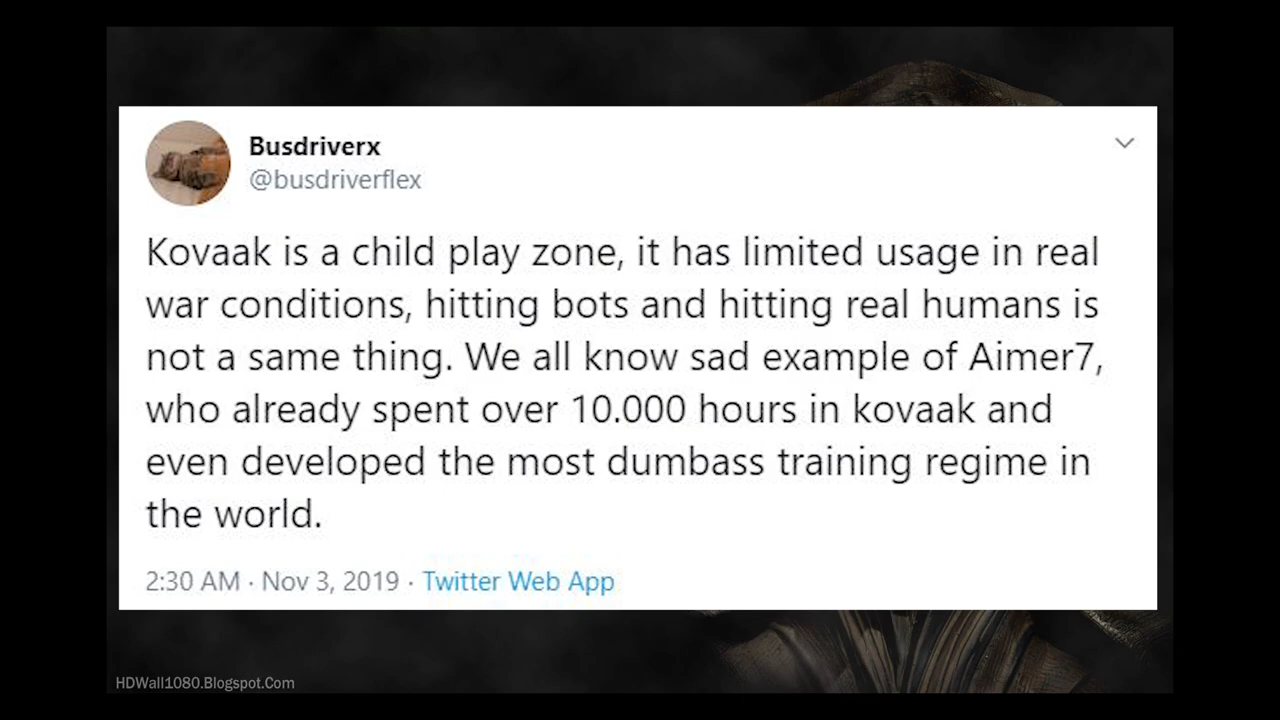 Busdriverx
@busdriverflex
Kovaak is a child play zone, it has limited usage in real
war conditions, hitting bots and hitting real humans is
not a same thing. We all know sad example of Aimer7,
who already spent over 10.000 hours in kovaak and
even developed the most dumbass training regime in
the world.
2:30 AM · Nov 3, 2019 · Twitter Web App
HDWall1080.Blogspot.Com